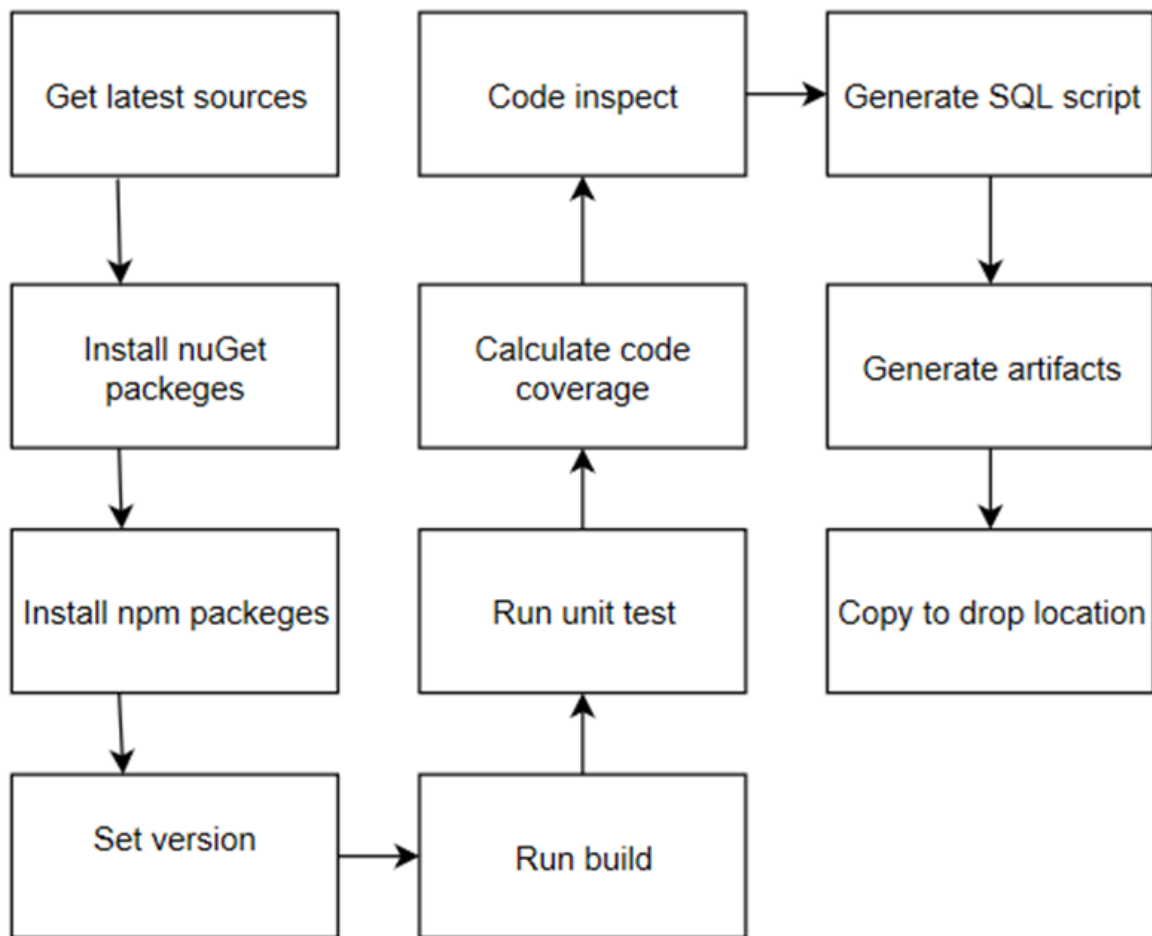 Get latest sources
Install nuGet
packeges
Install npm packeges
Set version
Run build
Run unit test
Calculate code
coverage
Code inspect
Generate SQL script
Generate artifacts
Copy to drop location